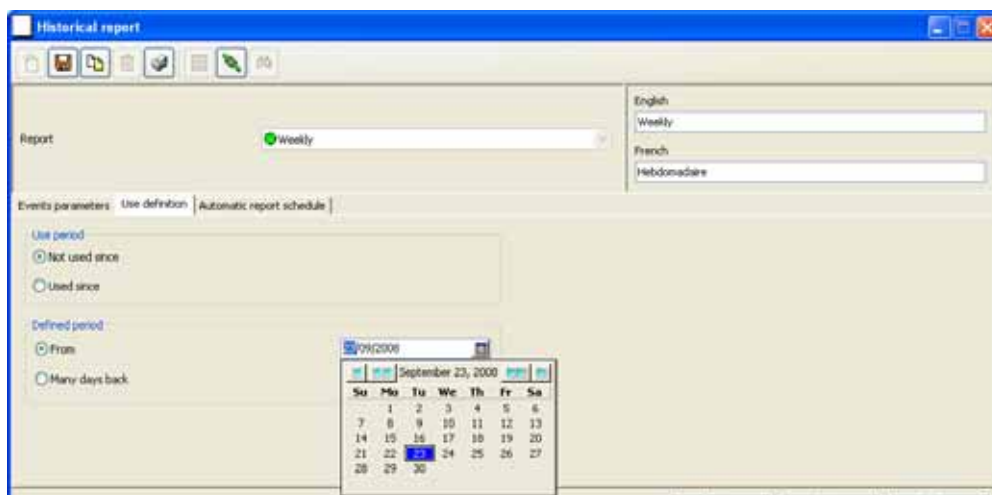 Historical report
English
Weekly
Report
Weekly
French
Hebdomadaire
Events parameters Use definition Automatic report schedule
Use period
Not used since
Used since
Defined period
From
23/09/2008
Many days back
September 23, 2008
Su Mo Tu We Th Fr Sa
1 2 3 4 5 6
7 8 9 10 11 12 13
14 15 16 17 18 19 20
21 22 23 24 25 26 27
28 29 30